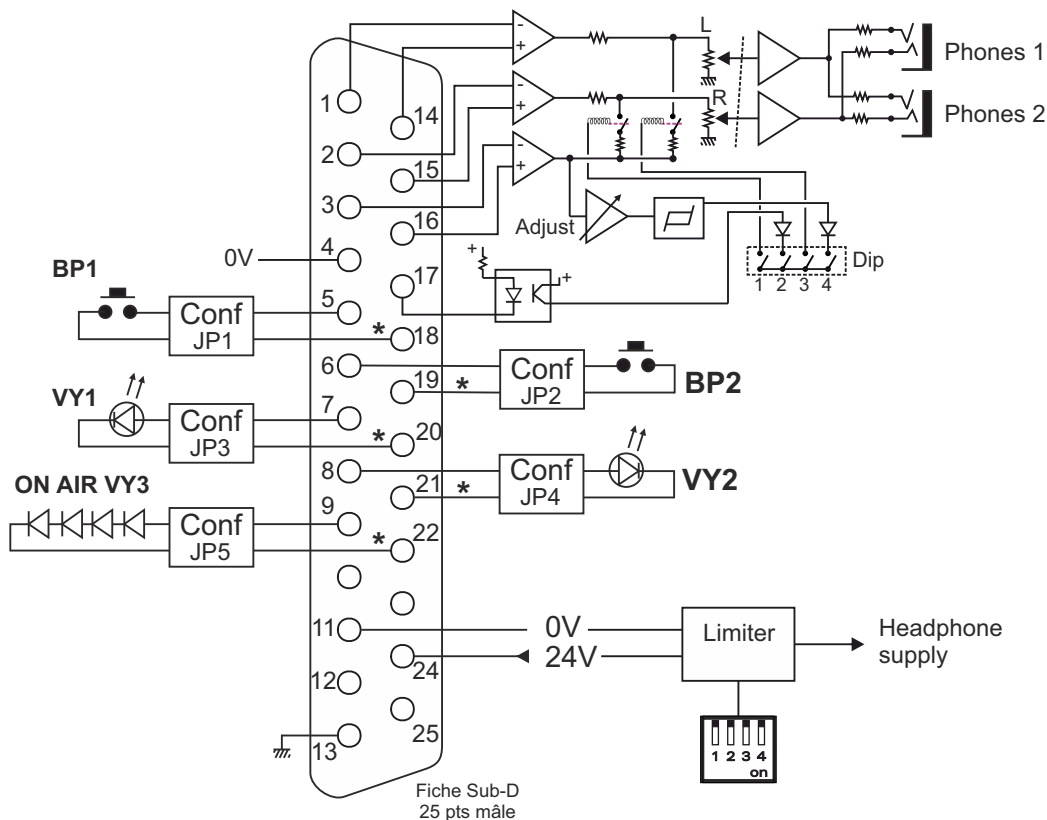 L
Phones 1
R
Phones 2
-
+
-
+
-
+
1
14
2
15
3
16
4
0V
17
5
18
6
19
7
20
8
21
9
22
11
24
12
25
13
Adjust
+
+
Dip
1 2 3 4
BP1
Conf
JP1
*
Conf
JP2
*
BP2
VY1
Conf
JP3
*
Conf
JP4
*
VY2
ON AIR VY3
Conf
JP5
*
0V
24V
Limiter
Headphone
supply
1 2 3 4
on
Fiche Sub-D
25 pts mâle